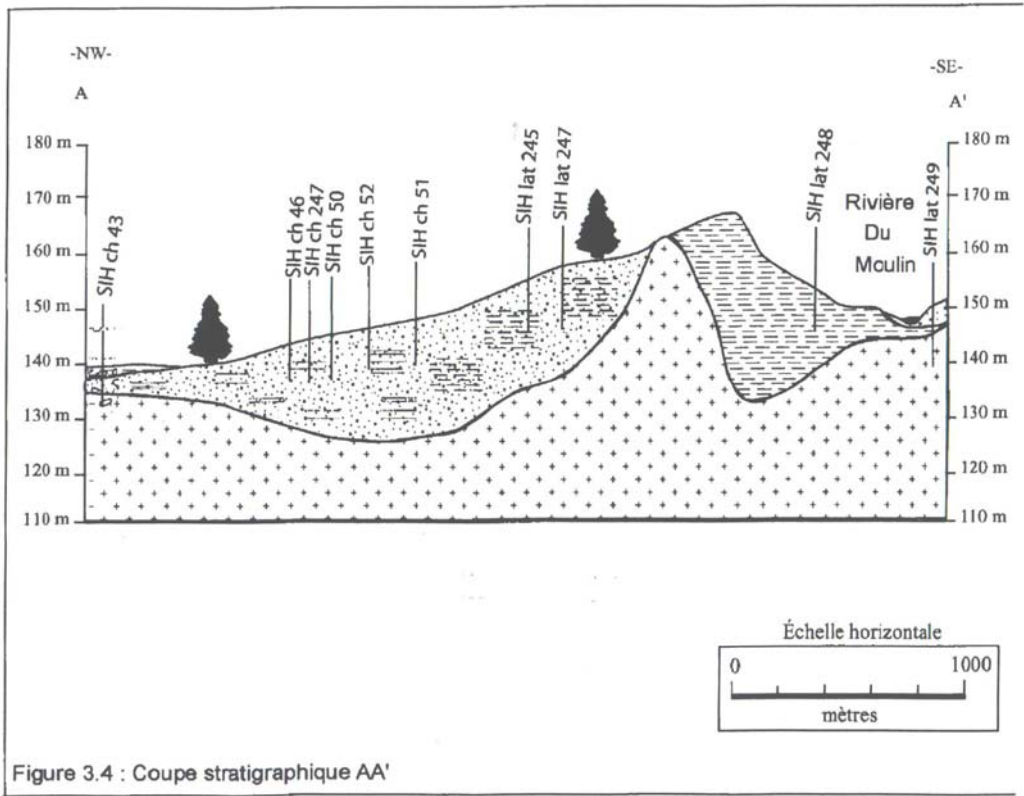 -NW-
A
-SE-
A'
180 m
170 m
160 m
150 m
140 m
130 m
120 m
110 m
SIH ch 43
SIH ch 46
SIH ch 247
SIH ch 50
SIH ch 52
SIH ch 51
SIH lat 245
SIH lat 247
SIH lat 248
Rivière
Du
Moulin
SIH lat 249
180 m
170 m
160 m
150 m
140 m
130 m
120 m
110 m
Échelle horizontale
0 1000
mètres
Figure 3.4 : Coupe stratigraphique AA'